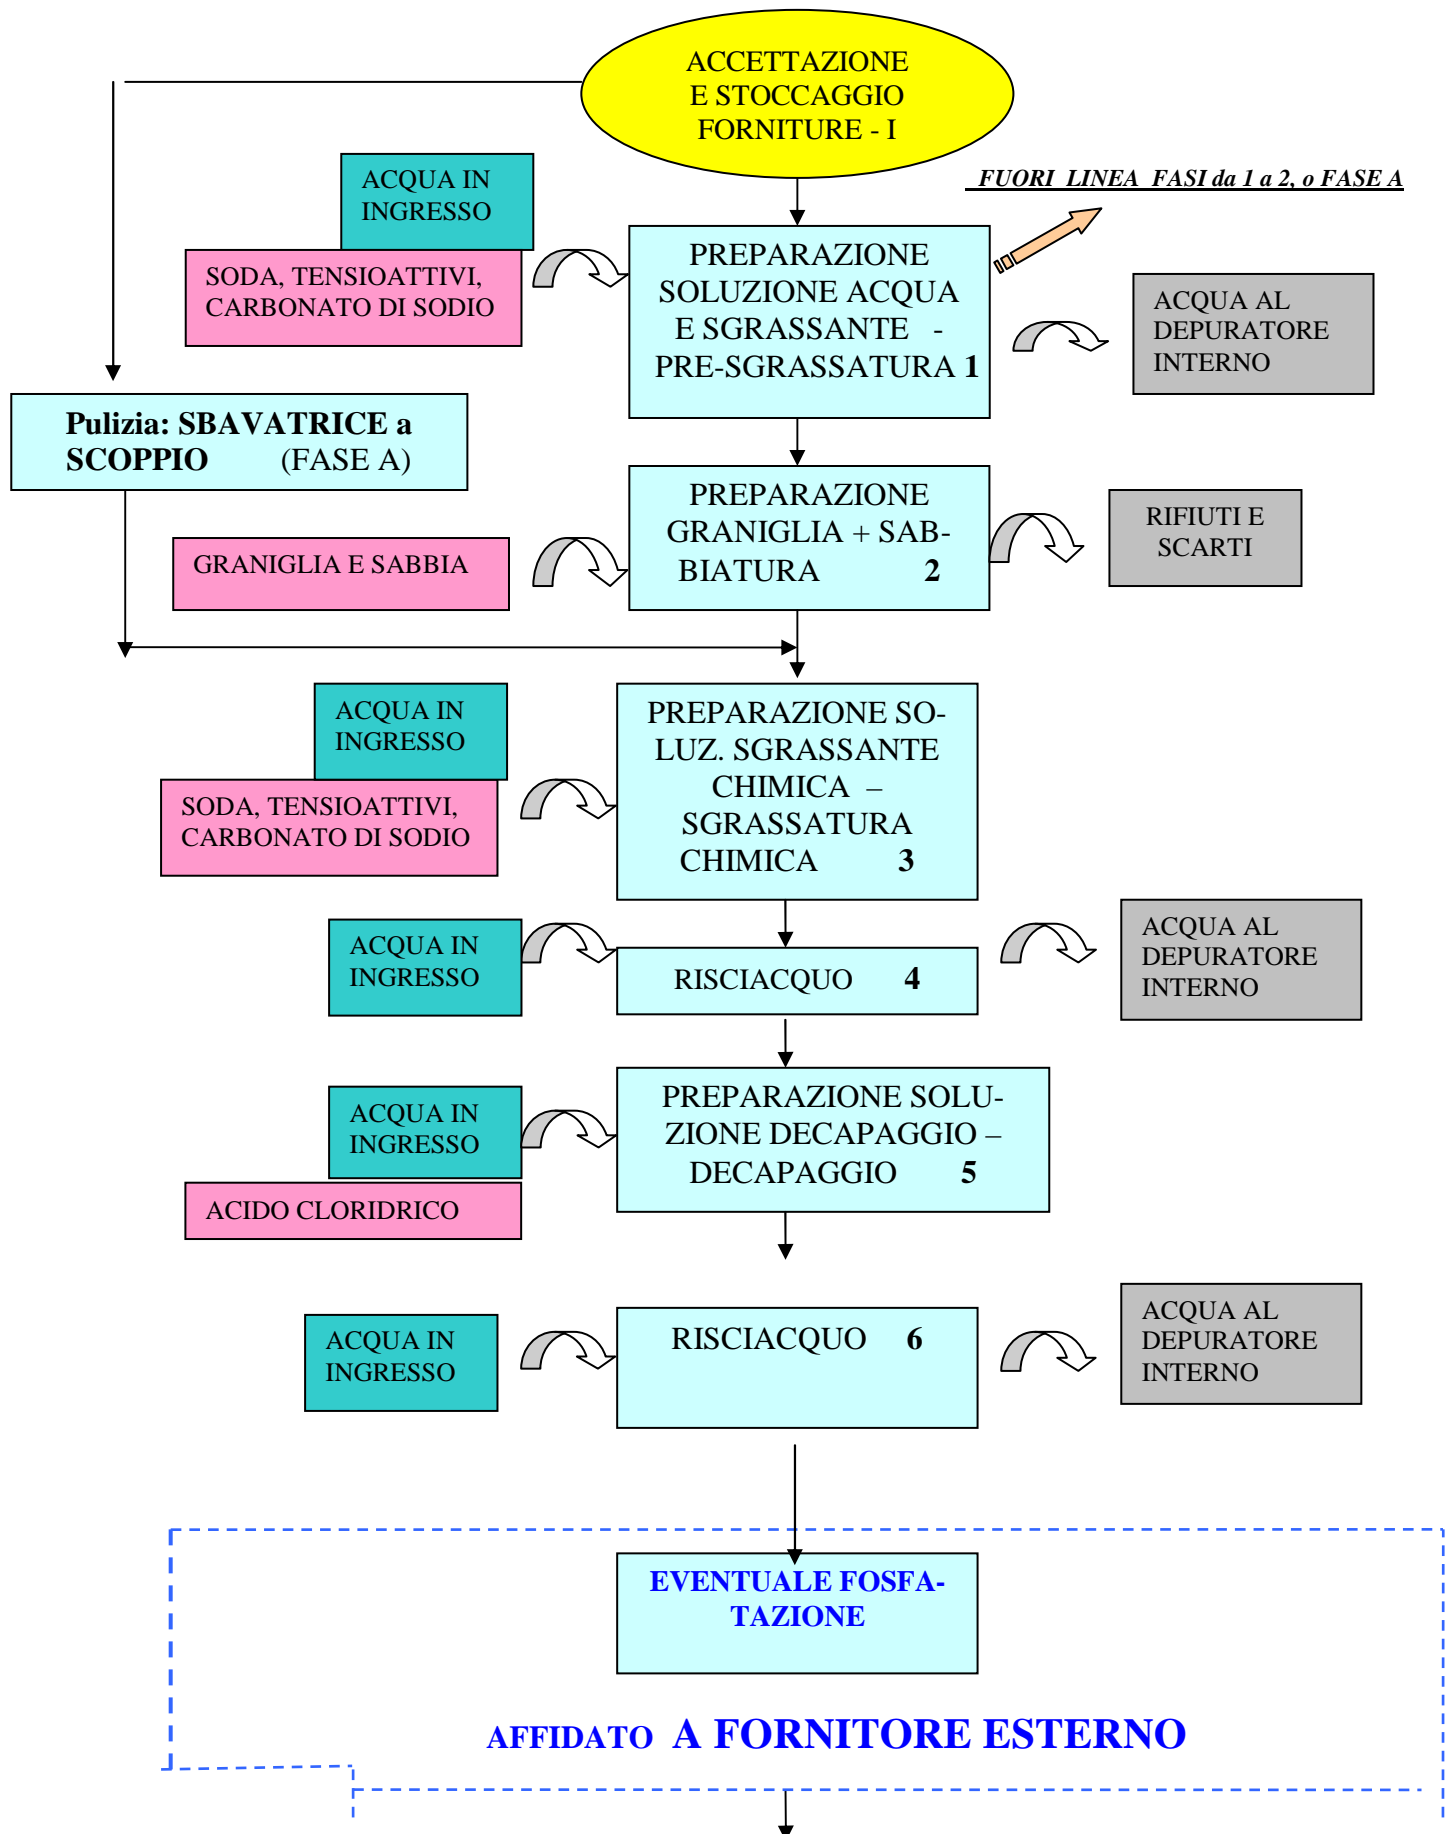 ACCETTAZIONE
E STOCCAGGIO
FORNITURE - I
FUORI LINEA FASI da 1 a 2, o FASE A
ACQUA IN
INGRESSO
SODA, TENSIOATTIVI,
CARBONATO DI SODIO
PREPARAZIONE
SOLUZIONE ACQUA
E SGRASSANTE -
PRE-SGRASSATURA 1
ACQUA AL
DEPURATORE
INTERNO
Pulizia: SBAVATRICE a
SCOPPIO (FASE A)
GRANIGLIA E SABBIA
PREPARAZIONE
GRANIGLIA + SAB-
BIATURA 2
RIFIUTI E
SCARTI
ACQUA IN
INGRESSO
SODA, TENSIOATTIVI,
CARBONATO DI SODIO
PREPARAZIONE SO-
LUZ. SGRASSANTE
CHIMICA –
SGRASSATURA
CHIMICA 3
ACQUA IN
INGRESSO
RISCIACQUO 4
ACQUA AL
DEPURATORE
INTERNO
ACQUA IN
INGRESSO
ACIDO CLORIDRICO
PREPARAZIONE SOLU-
ZIONE DECAPAGGIO –
DECAPAGGIO 5
ACQUA IN
INGRESSO
RISCIACQUO 6
ACQUA AL
DEPURATORE
INTERNO
EVENTUALE FOSFA-
TAZIONE
AFFIDATO A FORNITORE ESTERNO